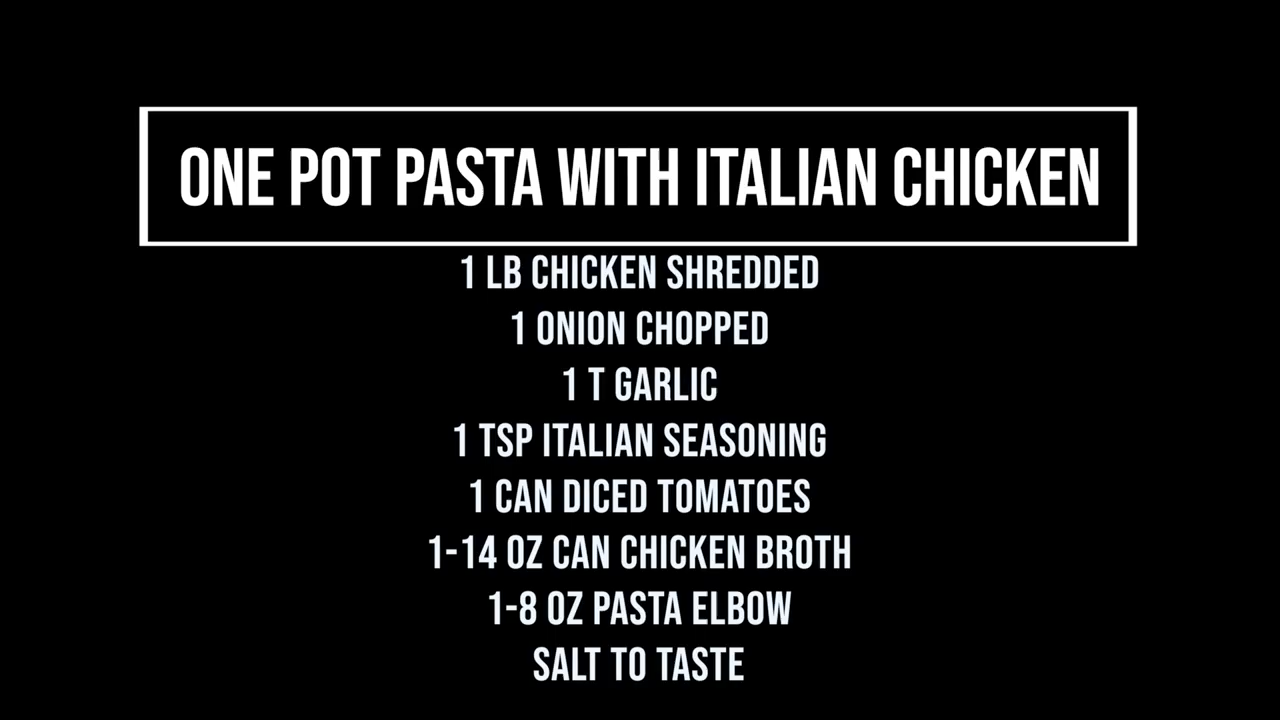 ONE POT PASTA WITH ITALIAN CHICKEN
1 LB CHICKEN SHREDDED
1 ONION CHOPPED
1 T GARLIC
1 TSP ITALIAN SEASONING
1 CAN DICED TOMATOES
1-14 OZ CAN CHICKEN BROTH
1-8 OZ PASTA ELBOW
SALT TO TASTE